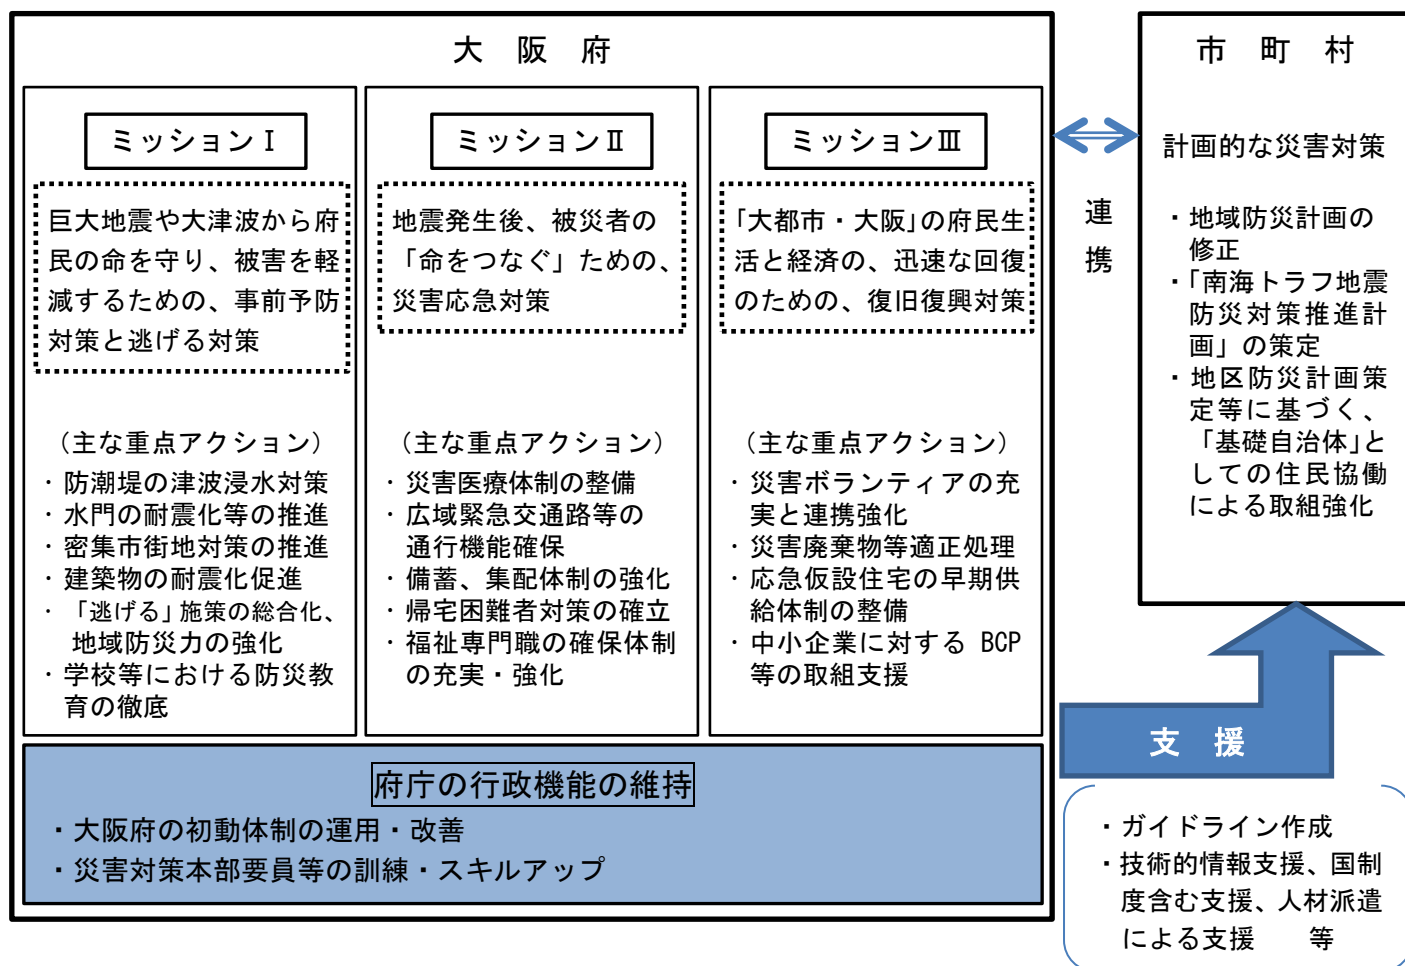 大 阪 府
ミッションⅠ
巨大地震や大津波から府
民の命を守り、被害を軽
減するための、事前予防
対策と逃げる対策
（主な重点アクション）
・防潮堤の津波浸水対策
・水門の耐震化等の推進
・密集市街地対策の推進
・建築物の耐震化促進
・「逃げる」施策の総合化、
地域防災力の強化
・学校等における防災教
育の徹底
ミッションⅡ
地震発生後、被災者の
「命をつなぐ」ための、
災害応急対策
（主な重点アクション）
・災害医療体制の整備
・広域緊急交通路等の
通行機能確保
・備蓄、集配体制の強化
・帰宅困難者対策の確立
・福祉専門職の確保体制
の充実・強化
ミッションⅢ
「大都市・大阪」の府民生
活と経済の、迅速な回復
のための、復旧復興対策
（主な重点アクション）
・災害ボランティアの充
実と連携強化
・災害廃棄物等適正処理
・応急仮設住宅の早期供
給体制の整備
・中小企業に対する BCP
等の取組支援
府庁の行政機能の維持
・大阪府の初動体制の運用・改善
・災害対策本部要員等の訓練・スキルアップ
連
携
市 町 村
計画的な災害対策
・地域防災計画の
修正
・「南海トラフ地震
防災対策推進計
画」の策定
・地区防災計画策
定等に基づく、
「基礎自治体」と
しての住民協働
による取組強化
支 援
・ガイドライン作成
・技術的情報支援、国制
度含む支援、人材派遣
による支援 等